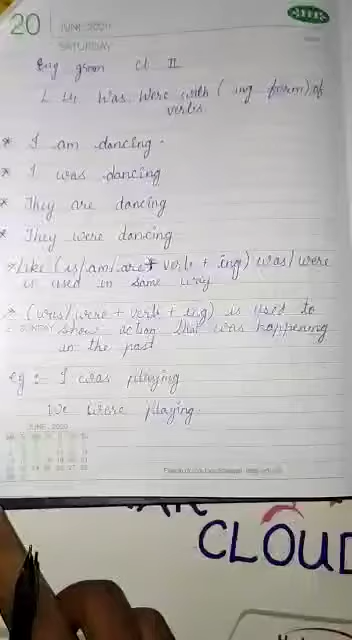 20
JUNE, 2020
SATURDAY
Eng gram Cl II
L 14 Was Were with ( ing form) of
verbs.
* I am dancing.
* I was dancing
* They are dancing
* They were dancing
* Like (is/am/are + verb + ing) was/were
is used in same way
* (was/were + verb + ing) is used to
SUNDAY show action that was happening
in the past
eg :- I was playing
We were playing.
JUNE, 2020
CLOUD